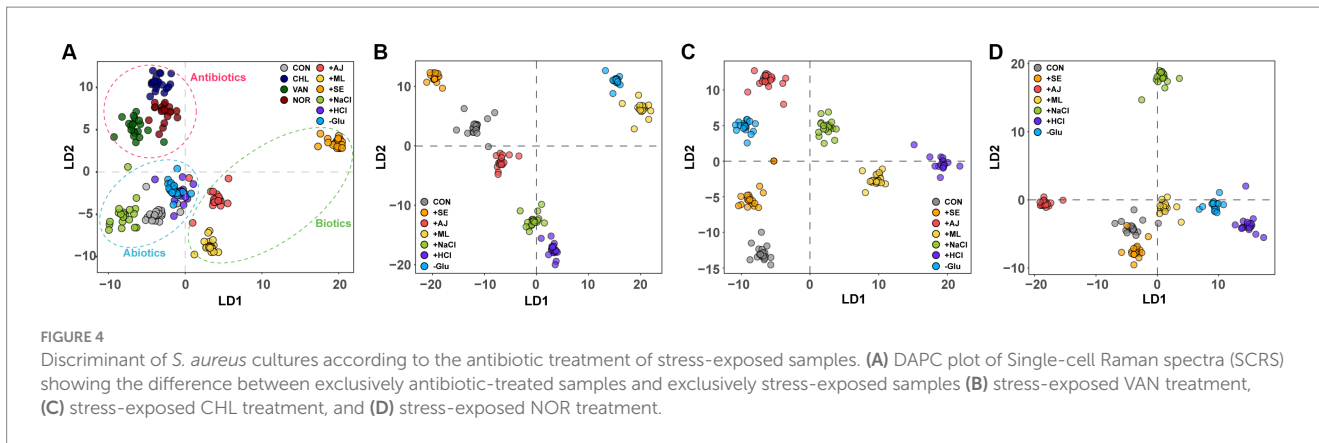 A
LD2
10
5
0
−5
−10
−10
0
10
20
LD1
Antibiotics
Abiotics
Biotics
CON
CHL
VAN
NOR
+AJ
+ML
+SE
+NaCl
+HCl
-Glu
B
LD2
10
0
−10
−20
−20
−10
0
10
20
LD1
CON
+SE
+AJ
+ML
+NaCl
+HCl
-Glu
C
LD2
15
10
5
0
−5
−10
−15
−10
0
10
20
LD1
CON
+SE
+AJ
+ML
+NaCl
+HCl
-Glu
D
LD2
20
10
0
−10
−20
−10
0
10
LD1
CON
+SE
+AJ
+ML
+NaCl
+HCl
-Glu
FIGURE 4
Discriminant of S. aureus cultures according to the antibiotic treatment of stress-exposed samples. (A) DAPC plot of Single-cell Raman spectra (SCRS)
showing the difference between exclusively antibiotic-treated samples and exclusively stress-exposed samples (B) stress-exposed VAN treatment,
(C) stress-exposed CHL treatment, and (D) stress-exposed NOR treatment.